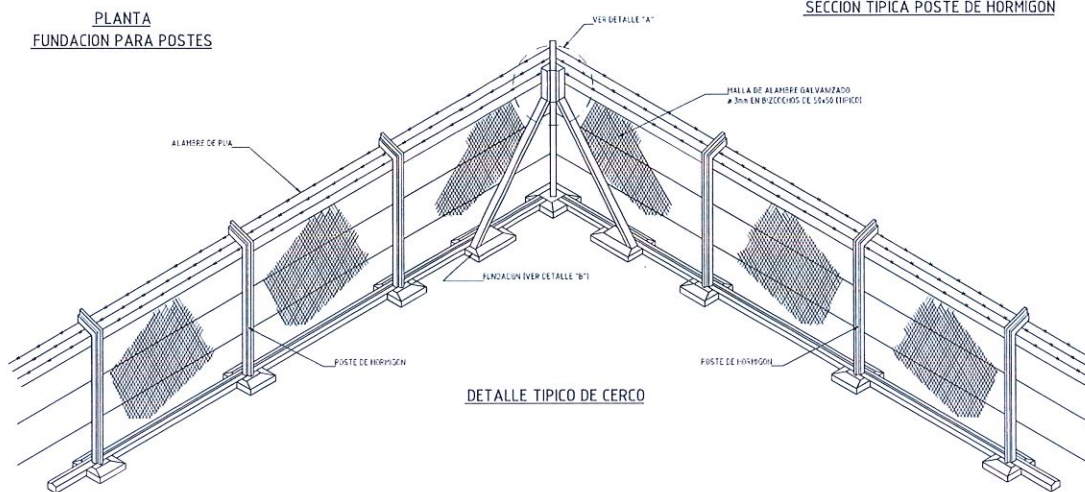 PLANTA
FUNDACION PARA POSTES
SECCION TIPICA POSTE DE HORMIGON
VER DETALLE "A"
MALLA DE ALAMBRE GALVANIZADO
ø 3mm EN BIZCOCHOS DE 50x50 (TIPICO)
ALAMBRE DE PUA
FUNDACION (VER DETALLE "B")
POSTE DE HORMIGON
POSTE DE HORMIGON
DETALLE TIPICO DE CERCO